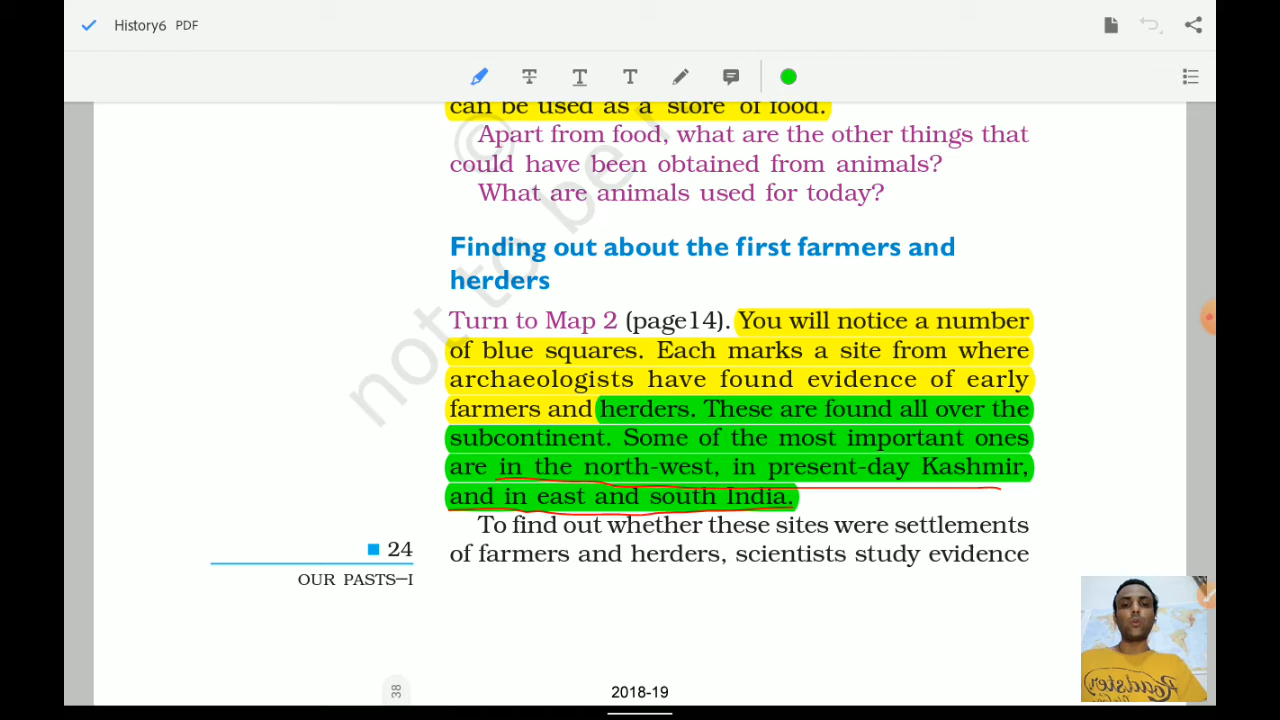 History6 PDF
can be used as a 'store' of food.
Apart from food, what are the other things that
could have been obtained from animals?
What are animals used for today?
Finding out about the first farmers and
herders
Turn to Map 2 (page14). You will notice a number
of blue squares. Each marks a site from where
archaeologists have found evidence of early
farmers and herders. These are found all over the
subcontinent. Some of the most important ones
are in the north-west, in present-day Kashmir,
and in east and south India.
To find out whether these sites were settlements
of farmers and herders, scientists study evidence
24
OUR PASTS–I
38
2018-19
©
not to be
Roadster